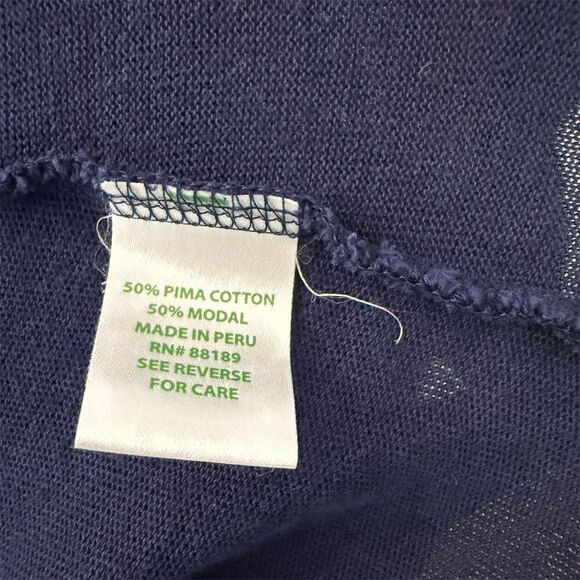 50% PIMA COTTON
50% MODAL
MADE IN PERU
RN# 88189
SEE REVERSE
FOR CARE